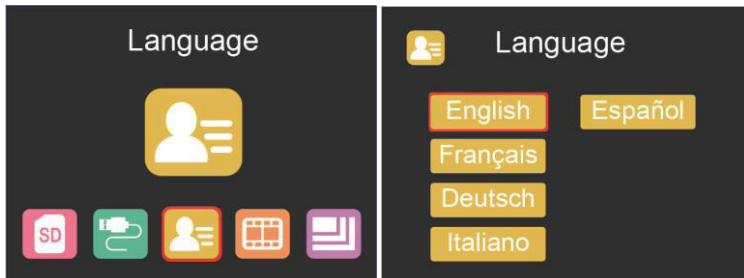 Language
SD
Language
English
Español
Français
Deutsch
Italiano